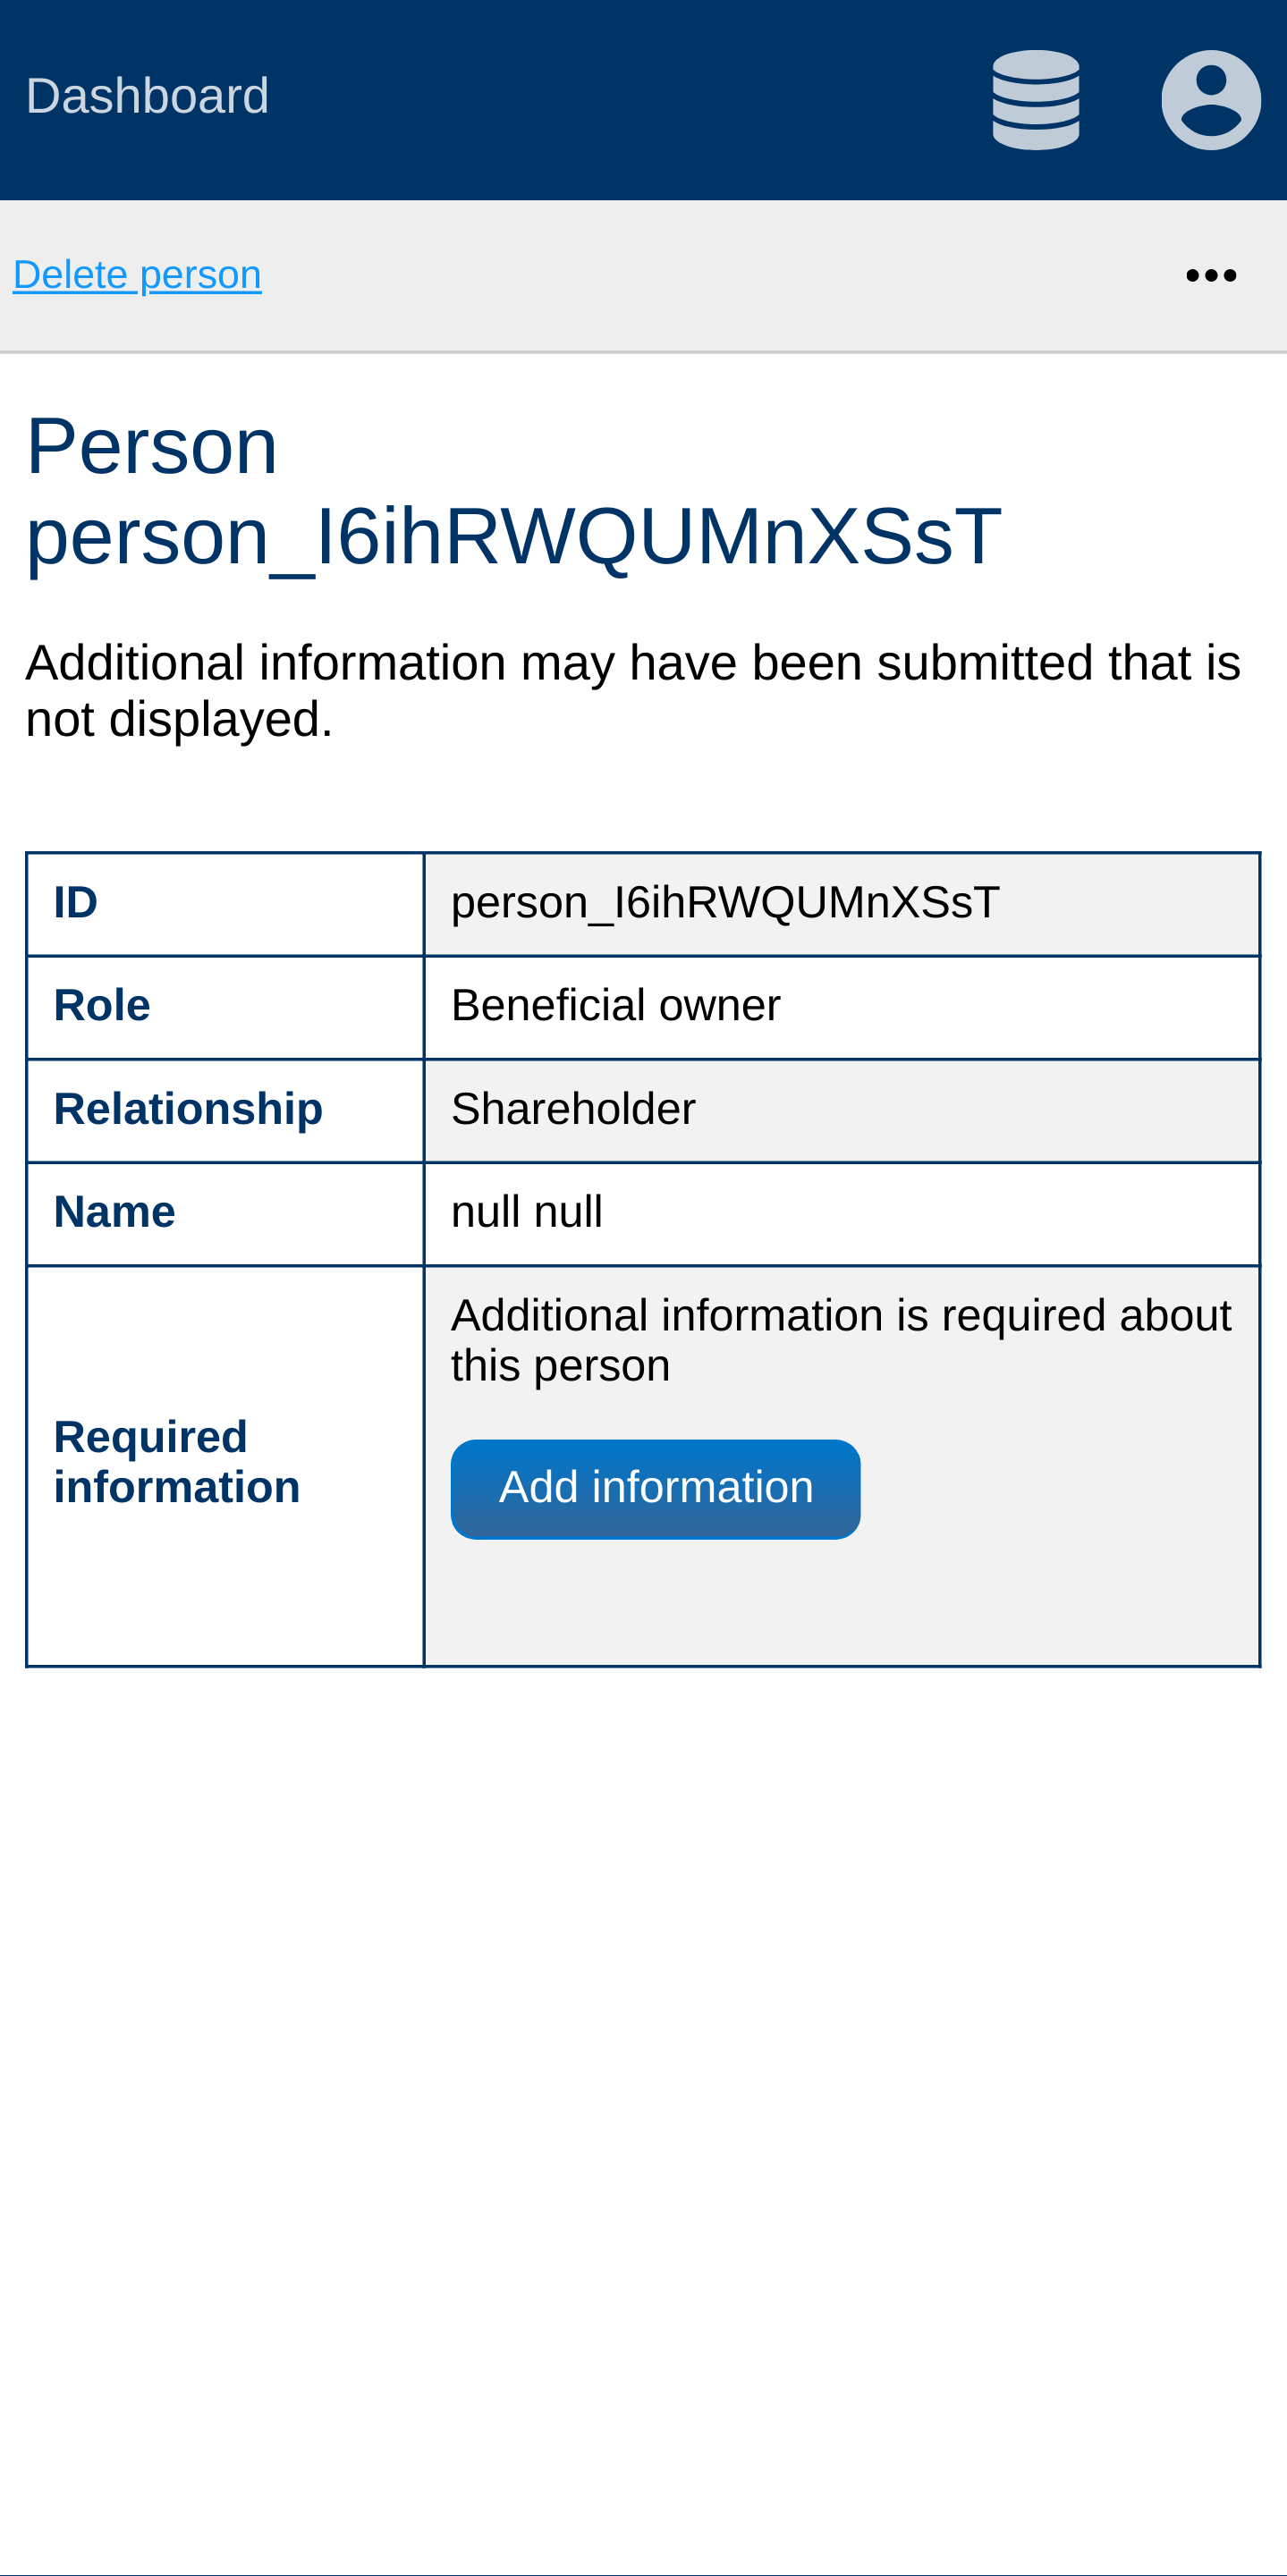 Dashboard
Delete person
Person
person_I6ihRWQUMnXSsT
Additional information may have been submitted that is
not displayed.
ID
person_I6ihRWQUMnXSsT
Role
Beneficial owner
Relationship
Shareholder
Name
null null
Required
information
Additional information is required about
this person
Add information